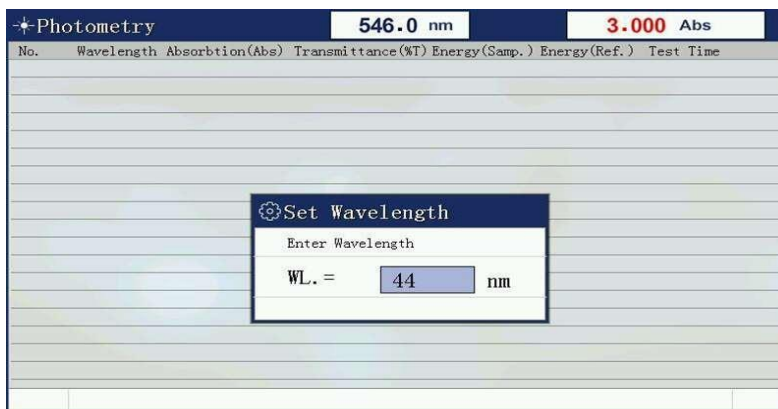 Photometry 546.0 nm 3.000 Abs
No. Wavelength Absorbtion(Abs) Transmittance(%T) Energy(Samp.) Energy(Ref.) Test Time
Set Wavelength
Enter Wavelength
WL.= 44 nm